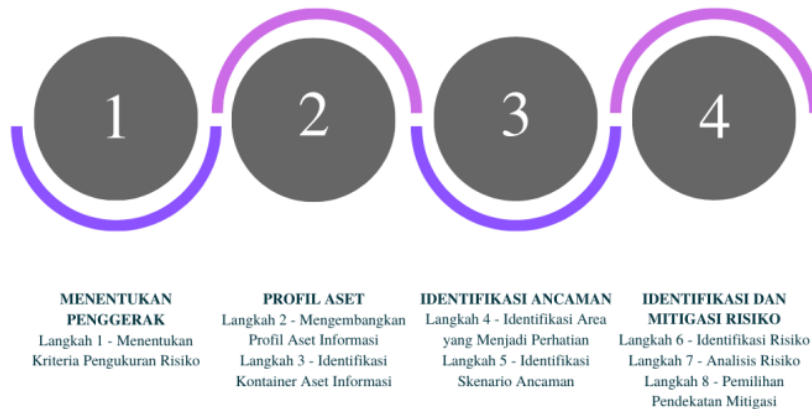 1
2
3
4
MENENTUKAN
PENGGERAK
Langkah 1 - Menentukan
Kriteria Pengukuran Risiko
PROFIL ASET
Langkah 2 - Mengembangkan
Profil Aset Informasi
Langkah 3 - Identifikasi
Kontainer Aset Informasi
IDENTIFIKASI ANCAMAN
Langkah 4 - Identifikasi Area
yang Menjadi Perhatian
Langkah 5 - Identifikasi
Skenario Ancaman
IDENTIFIKASI DAN
MITIGASI RISIKO
Langkah 6 - Identifikasi Risiko
Langkah 7 - Analisis Risiko
Langkah 8 - Pemilihan
Pendekatan Mitigasi